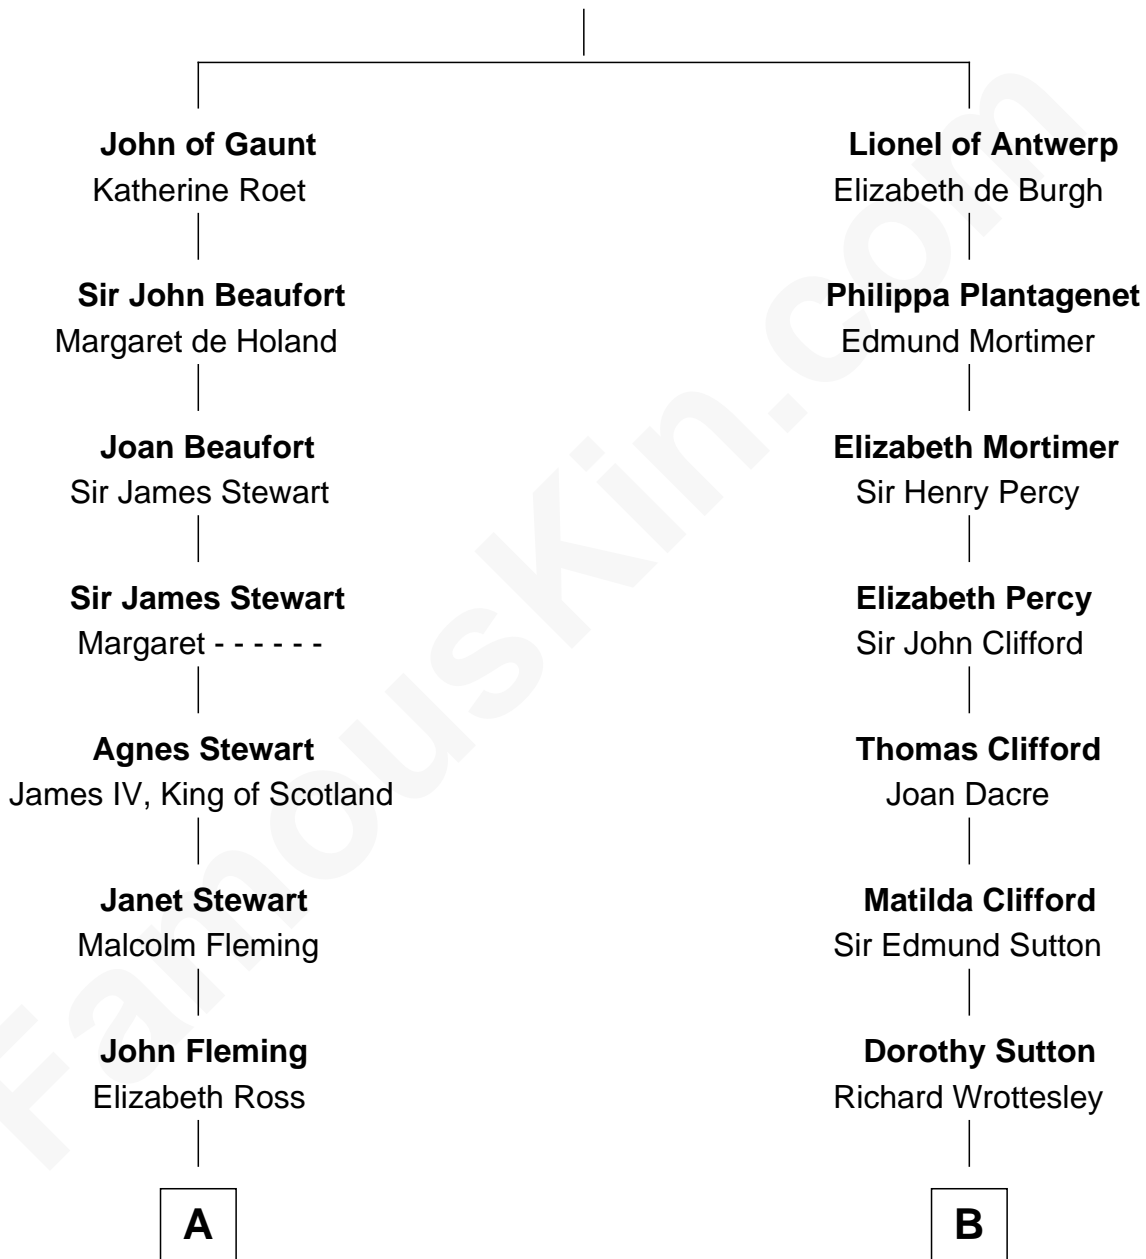 John of Gaunt
Katherine Roet
Sir John Beaufort
Margaret de Holand
Joan Beaufort
Sir James Stewart
Sir James Stewart
Margaret - - - - - -
Agnes Stewart
James IV, King of Scotland
Janet Stewart
Malcolm Fleming
John Fleming
Elizabeth Ross
A
Lionel of Antwerp
Elizabeth de Burgh
Philippa Plantagenet
Edmund Mortimer
Elizabeth Mortimer
Sir Henry Percy
Elizabeth Percy
Sir John Clifford
Thomas Clifford
Joan Dacre
Matilda Clifford
Sir Edmund Sutton
Dorothy Sutton
Richard Wrottesley
B
FamousKin.com